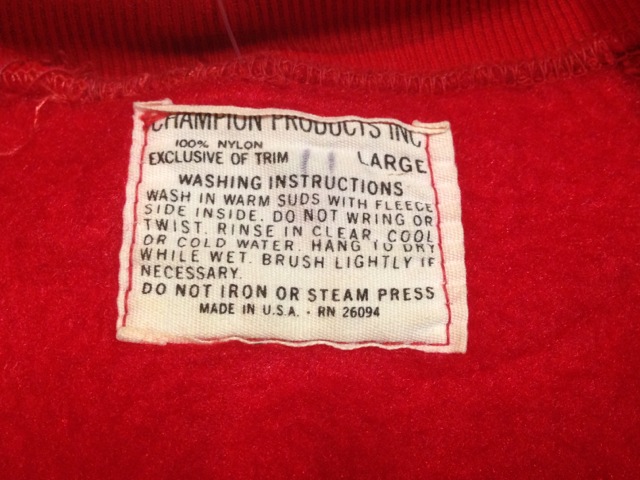 CHAMPION PRODUCTS INC
100% NYLON
EXCLUSIVE OF TRIM LARGE
WASHING INSTRUCTIONS
WASH IN WARM SUDS WITH FLEECE
SIDE INSIDE. DO NOT WRING OR
TWIST. RINSE IN CLEAR, COOL
OR COLD WATER. HANG TO DRY
WHILE WET. BRUSH LIGHTLY IF
NECESSARY.
DO NOT IRON OR STEAM PRESS
MADE IN U.S.A. · RN 26094